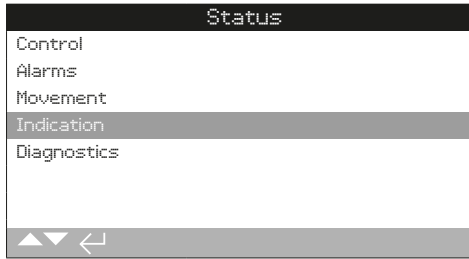 Status
Control
Alarms
Movement
Indication
Diagnostics